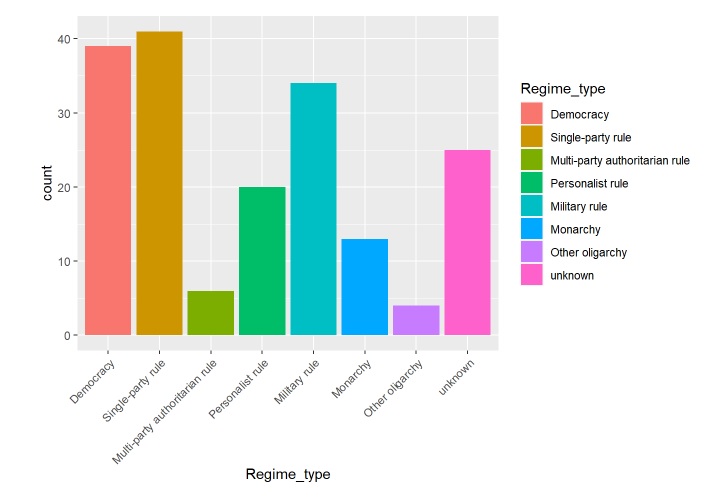 40
30
20
10
0
count
Democracy
Single-party rule
Multi-party authoritarian rule
Personalist rule
Military rule
Monarchy
Other oligarchy
unknown
Regime_type
Regime_type
Democracy
Single-party rule
Multi-party authoritarian rule
Personalist rule
Military rule
Monarchy
Other oligarchy
unknown